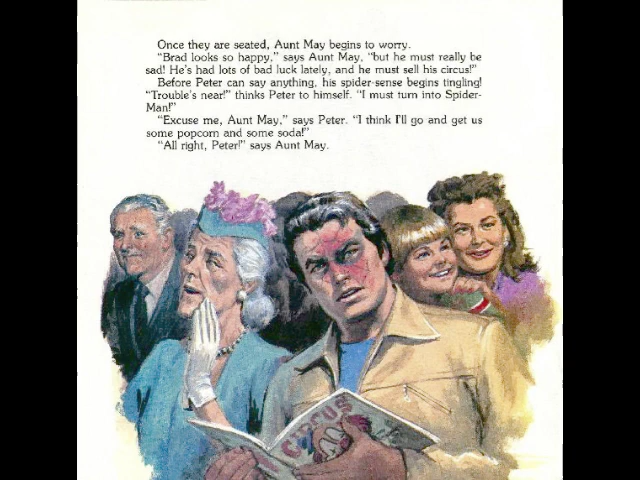 Once they are seated, Aunt May begins to worry.
"Brad looks so happy," says Aunt May, "but he must really be
sad! He's had lots of bad luck lately, and he must sell his circus!"
Before Peter can say anything, his spider-sense begins tingling!
"Trouble's near!" thinks Peter to himself. "I must turn into Spider-
Man!"
"Excuse me, Aunt May," says Peter. "I think I'll go and get us
some popcorn and some soda!"
"All right, Peter!" says Aunt May.
CIRCUS